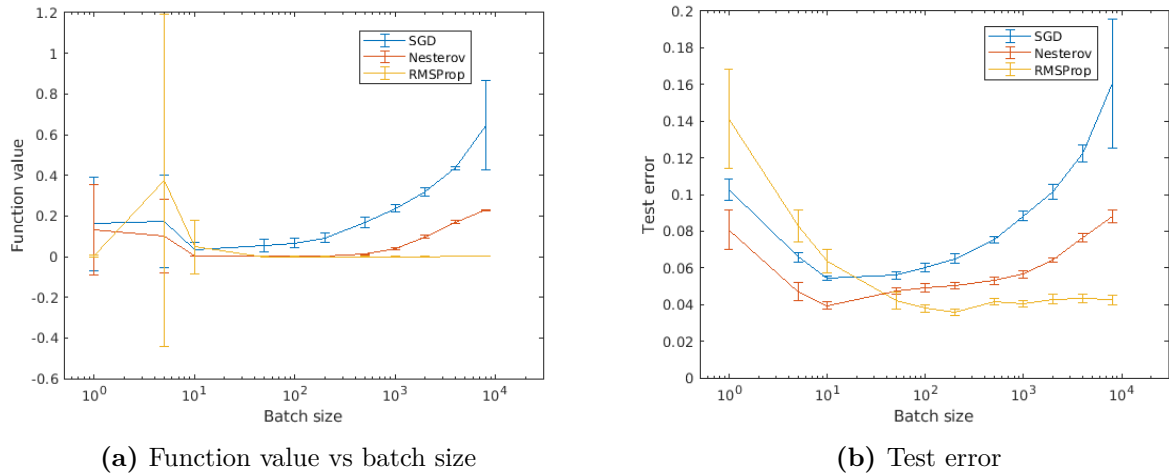 1.2
1
0.8
0.6
0.4
0.2
0
-0.2
-0.4
-0.6
Function value
SGD
Nesterov
RMSProp
10^0
10^1
10^2
10^3
10^4
Batch size
(a) Function value vs batch size
0.2
0.18
0.16
0.14
0.12
0.1
0.08
0.06
0.04
0.02
0
Test error
SGD
Nesterov
RMSProp
10^0
10^1
10^2
10^3
10^4
Batch size
(b) Test error